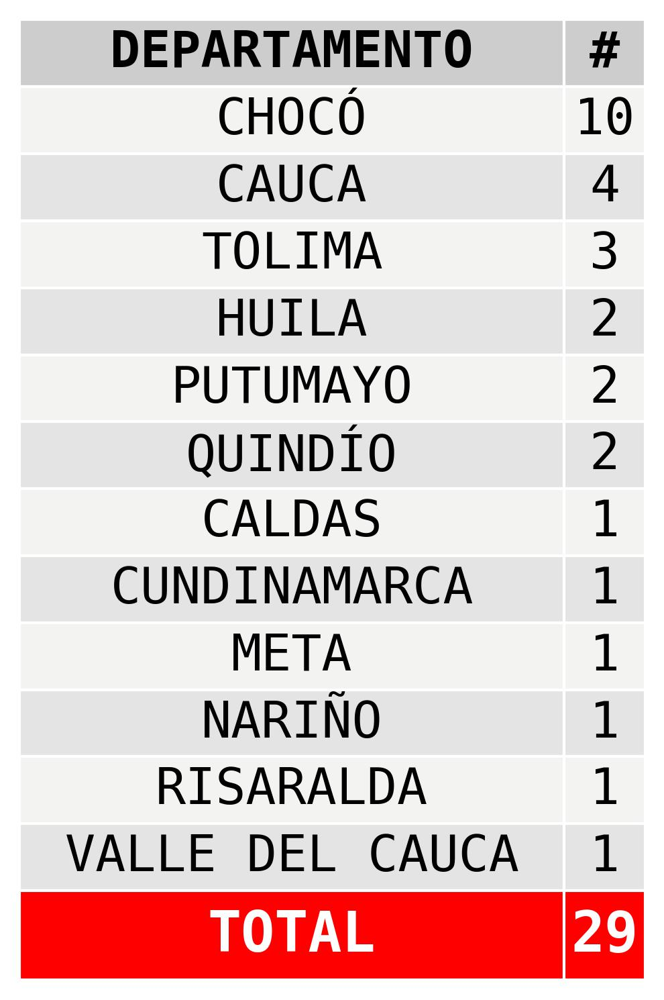 DEPARTAMENTO #
CHOCÓ 10
CAUCA 4
TOLIMA 3
HUILA 2
PUTUMAYO 2
QUINDÍO 2
CALDAS 1
CUNDINAMARCA 1
META 1
NARIÑO 1
RISARALDA 1
VALLE DEL CAUCA 1
TOTAL 29